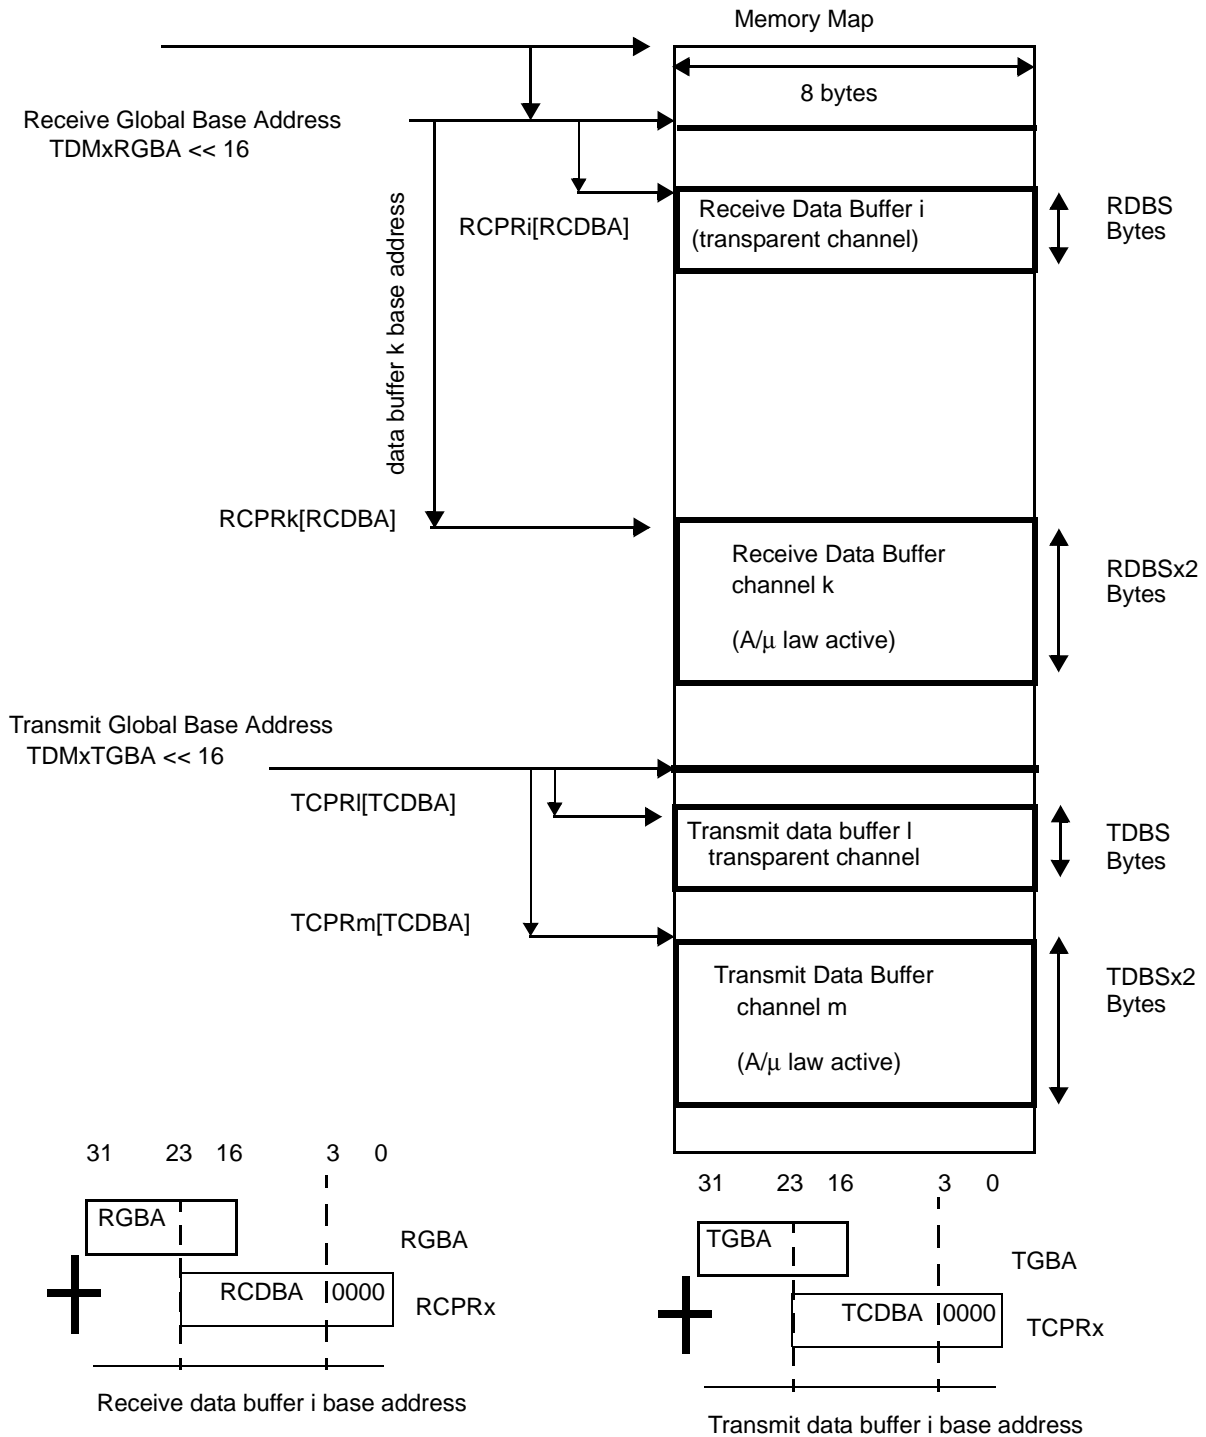 Memory Map
8 bytes
Receive Global Base Address
TDMxRGBA << 16
data buffer k base address
RCPRi[RCDBA]
Receive Data Buffer i
(transparent channel)
RDBS
Bytes
RCPRk[RCDBA]
Receive Data Buffer
channel k
(A/μ law active)
RDBSx2
Bytes
Transmit Global Base Address
TDMxTGBA << 16
TCPRl[TCDBA]
Transmit data buffer l
transparent channel
TDBS
Bytes
TCPRm[TCDBA]
Transmit Data Buffer
channel m
(A/μ law active)
TDBSx2
Bytes
31 23 16 3 0
RGBA
RGBA
RCDBA 0000
RCPRx
Receive data buffer i base address
31 23 16 3 0
TGBA
TGBA
TCDBA 0000
TCPRx
Transmit data buffer i base address